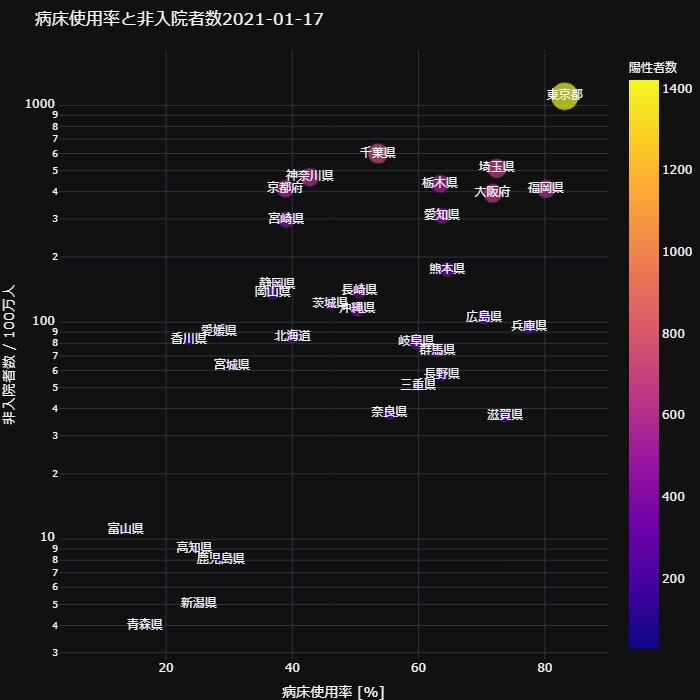 病床使用率と非入院者数2021-01-17
陽性者数
東京都
1400
1000
9
8
7
千葉県
6
埼玉県
5
神奈川県
栃木県
1200
京都府
大阪府
福岡県
4
宮崎県
愛知県
3
1000
2
熊本県
静岡県
岡山県
長崎県
茨城県
沖縄県
800
100
広島県
兵庫県
9
愛媛県
8
香川県
北海道
岐阜県
7
群馬県
6
宮城県
長野県
5
三重県
600
4
奈良県
滋賀県
3
2
400
10
富山県
9
高知県
8
鹿児島県
7
200
6
5
新潟県
4
青森県
3
20
40
60
80
病床使用率 [%]
非入院者数 / 100万人